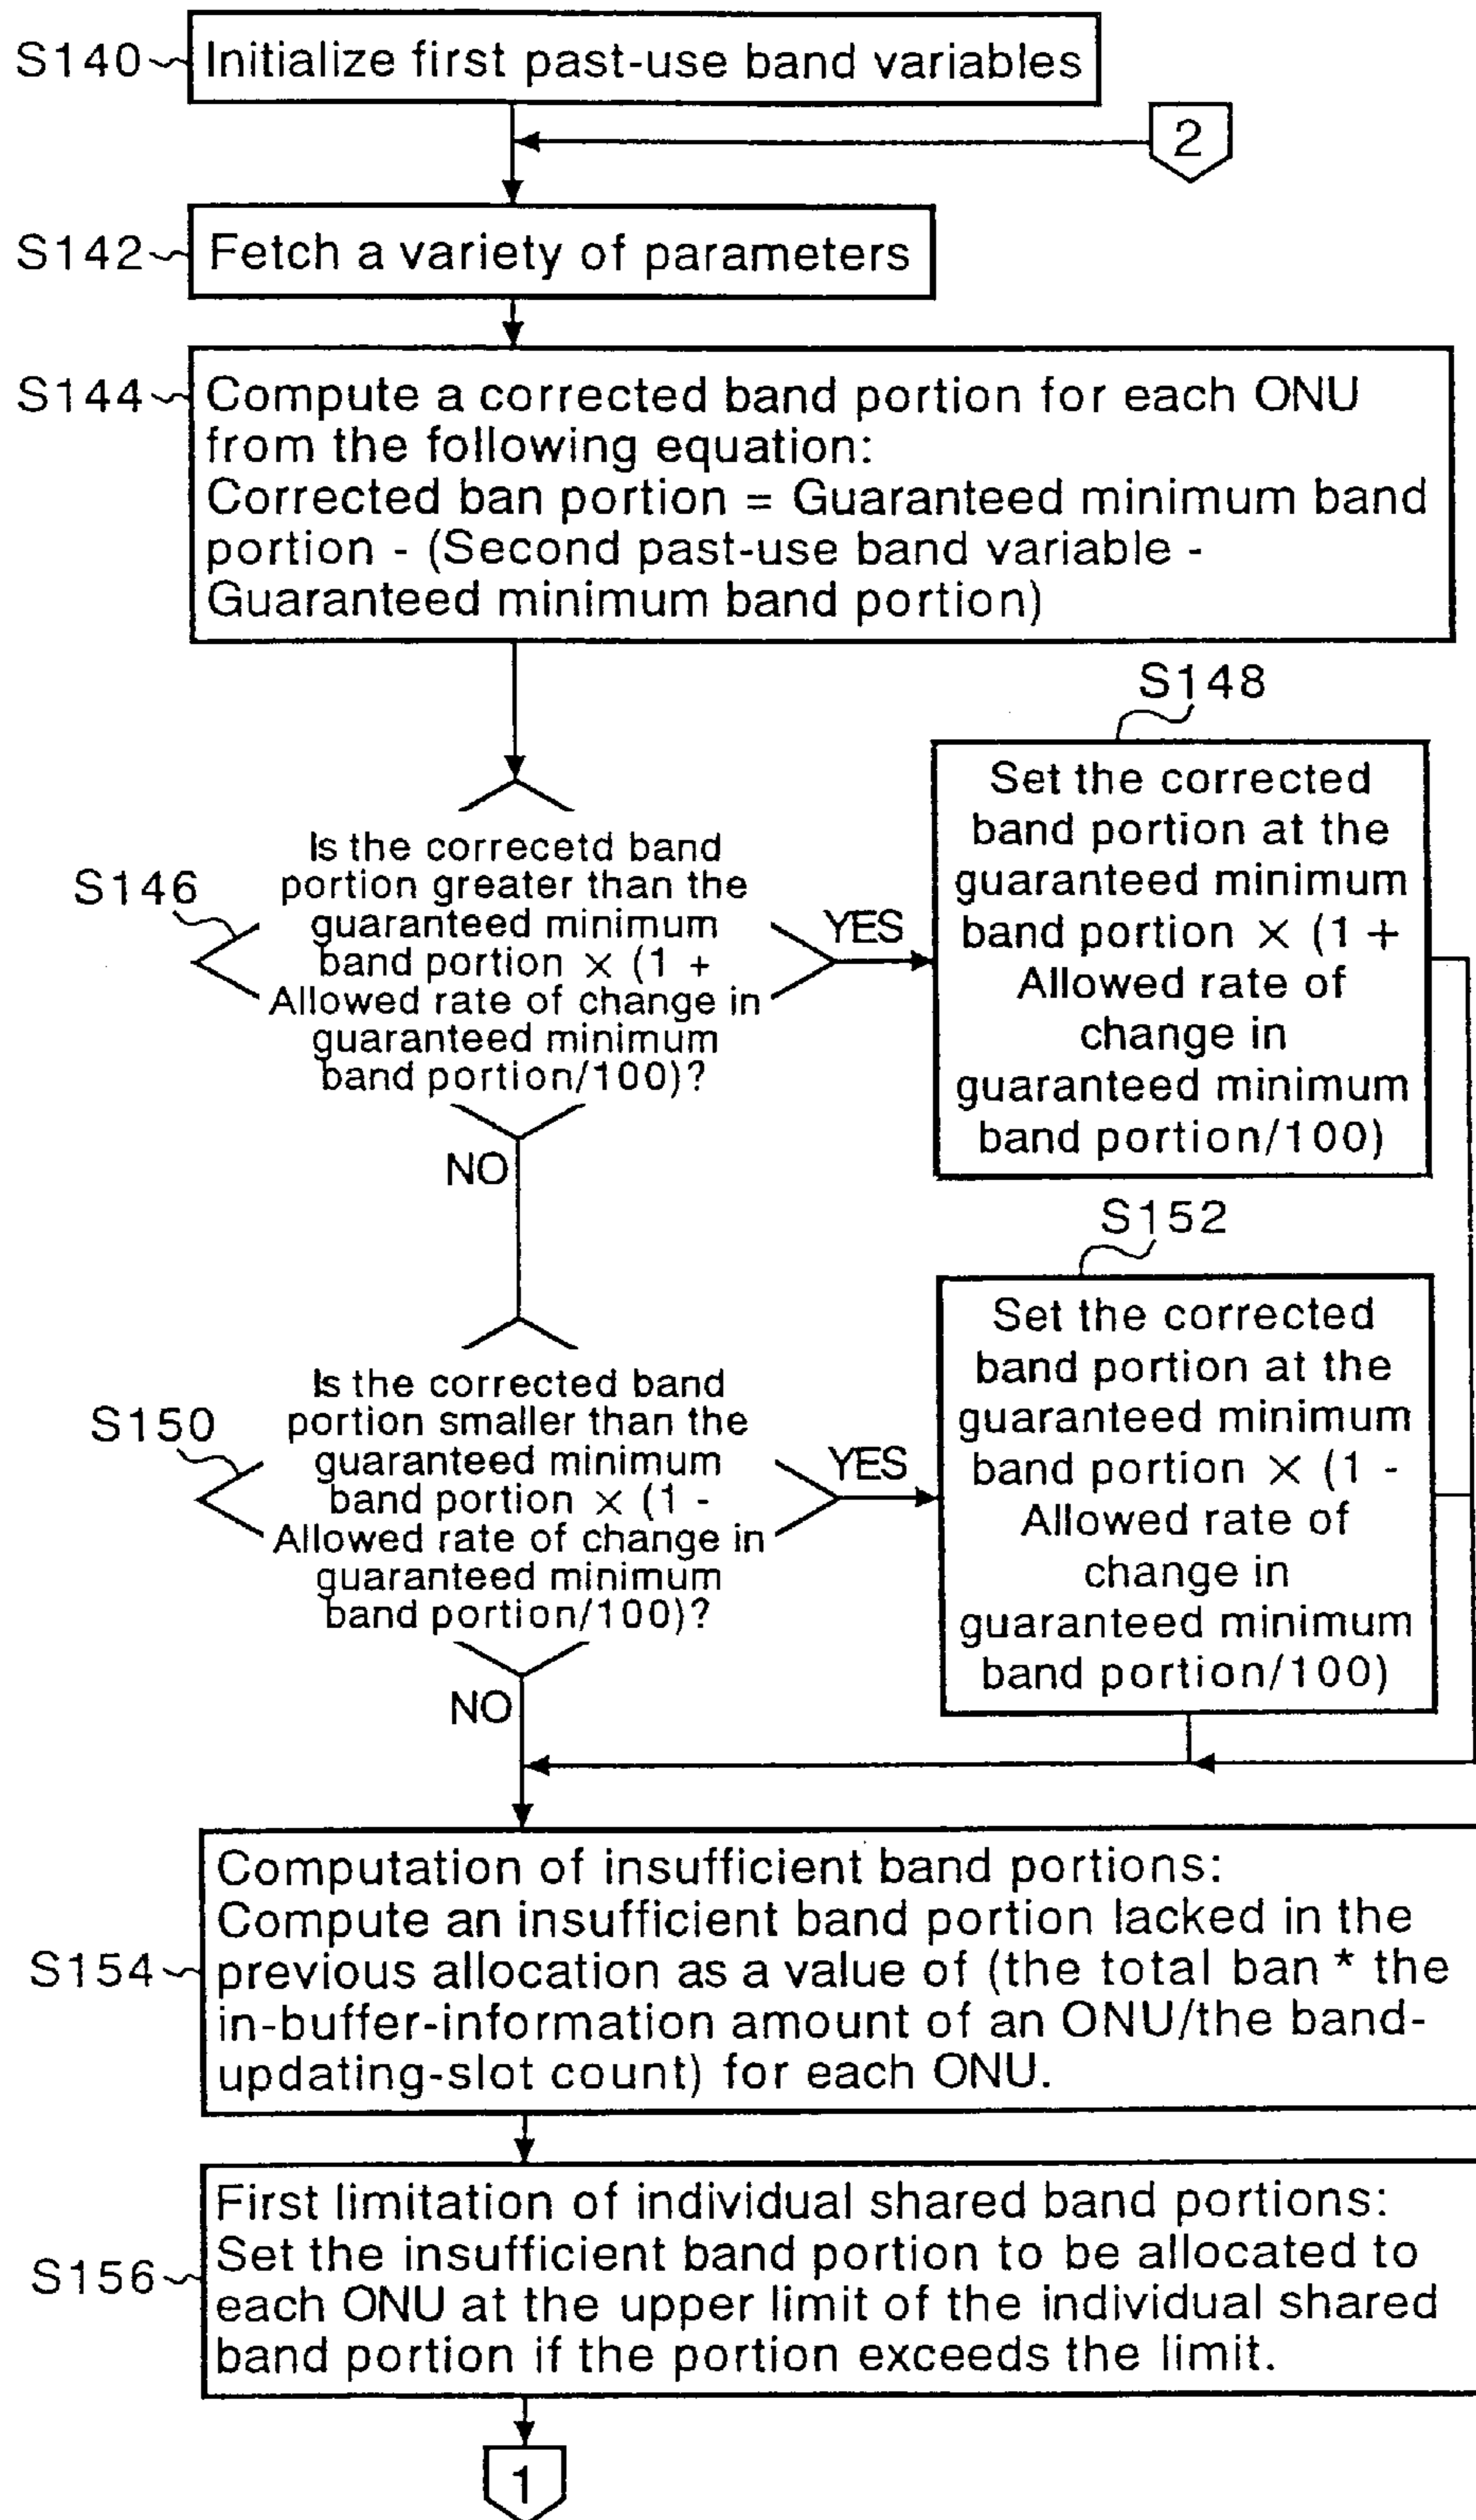 S140
Initialize first past-use band variables
2
S142
Fetch a variety of parameters
S144
Compute a corrected band portion for each ONU
from the following equation:
Corrected ban portion = Guaranteed minimum band
portion - (Second past-use band variable -
Guaranteed minimum band portion)
S146
Is the correcetd band
portion greater than the
guaranteed minimum
band portion × (1 +
Allowed rate of change in
guaranteed minimum
band portion/100)?
YES
NO
S148
Set the corrected
band portion at the
guaranteed minimum
band portion × (1 +
Allowed rate of
change in
guaranteed minimum
band portion/100)
S150
Is the corrected band
portion smaller than the
guaranteed minimum
band portion × (1 -
Allowed rate of change in
guaranteed minimum
band portion/100)?
YES
NO
S152
Set the corrected
band portion at the
guaranteed minimum
band portion × (1 -
Allowed rate of
change in
guaranteed minimum
band portion/100)
S154
Computation of insufficient band portions:
Compute an insufficient band portion lacked in the
previous allocation as a value of (the total ban * the
in-buffer-information amount of an ONU/the band-
updating-slot count) for each ONU.
S156
First limitation of individual shared band portions:
Set the insufficient band portion to be allocated to
each ONU at the upper limit of the individual shared
band portion if the portion exceeds the limit.
1